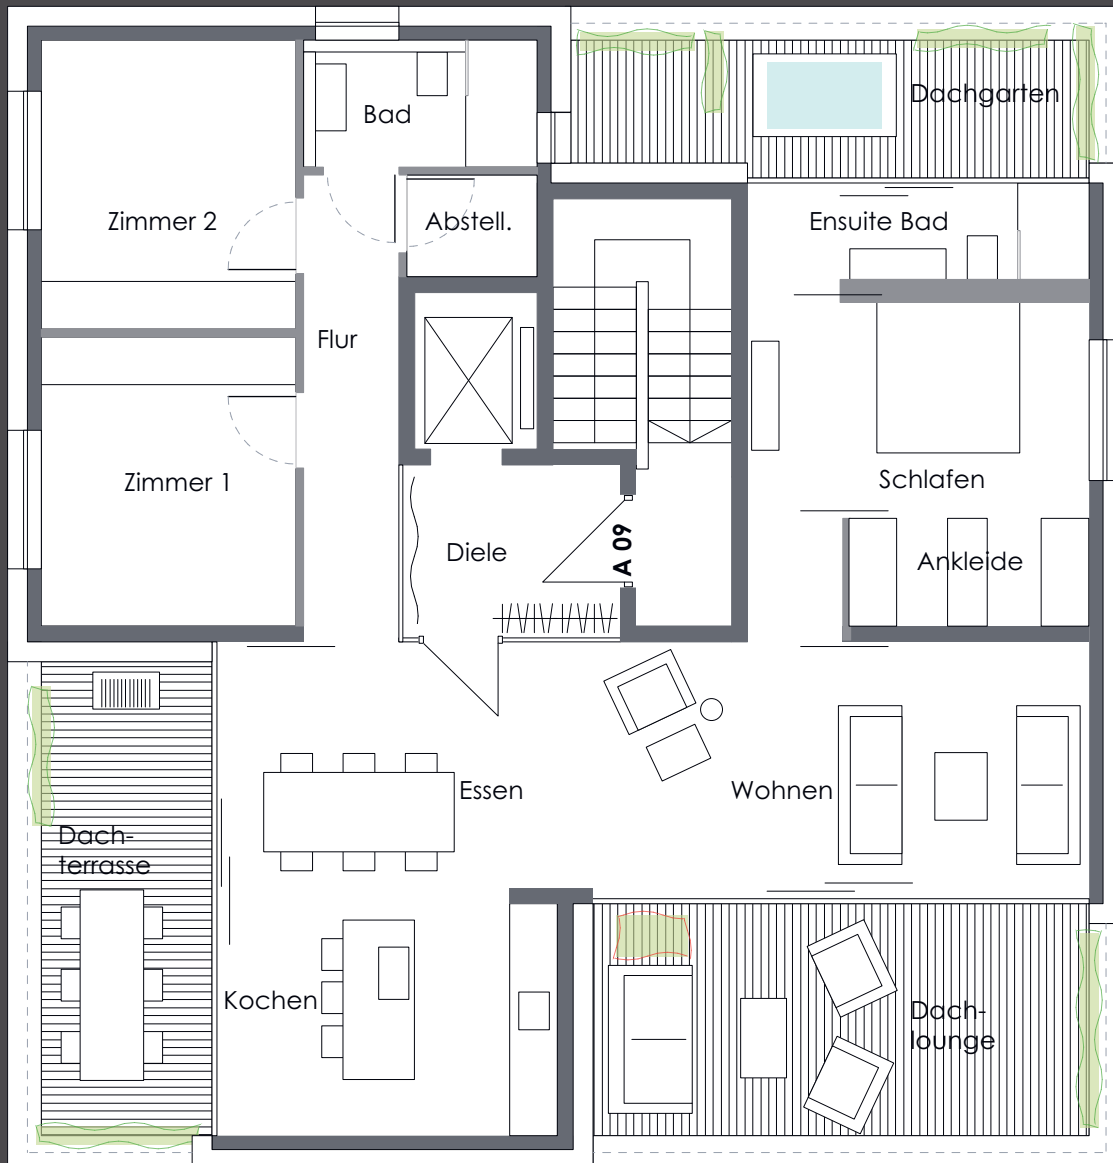 Dachgarten
Bad
Zimmer 2
Abstell.
Ensuite Bad
Flur
Zimmer 1
Schlafen
Diele
A 09
Ankleide
Essen
Wohnen
Dach-
terrasse
Kochen
Dach-
lounge